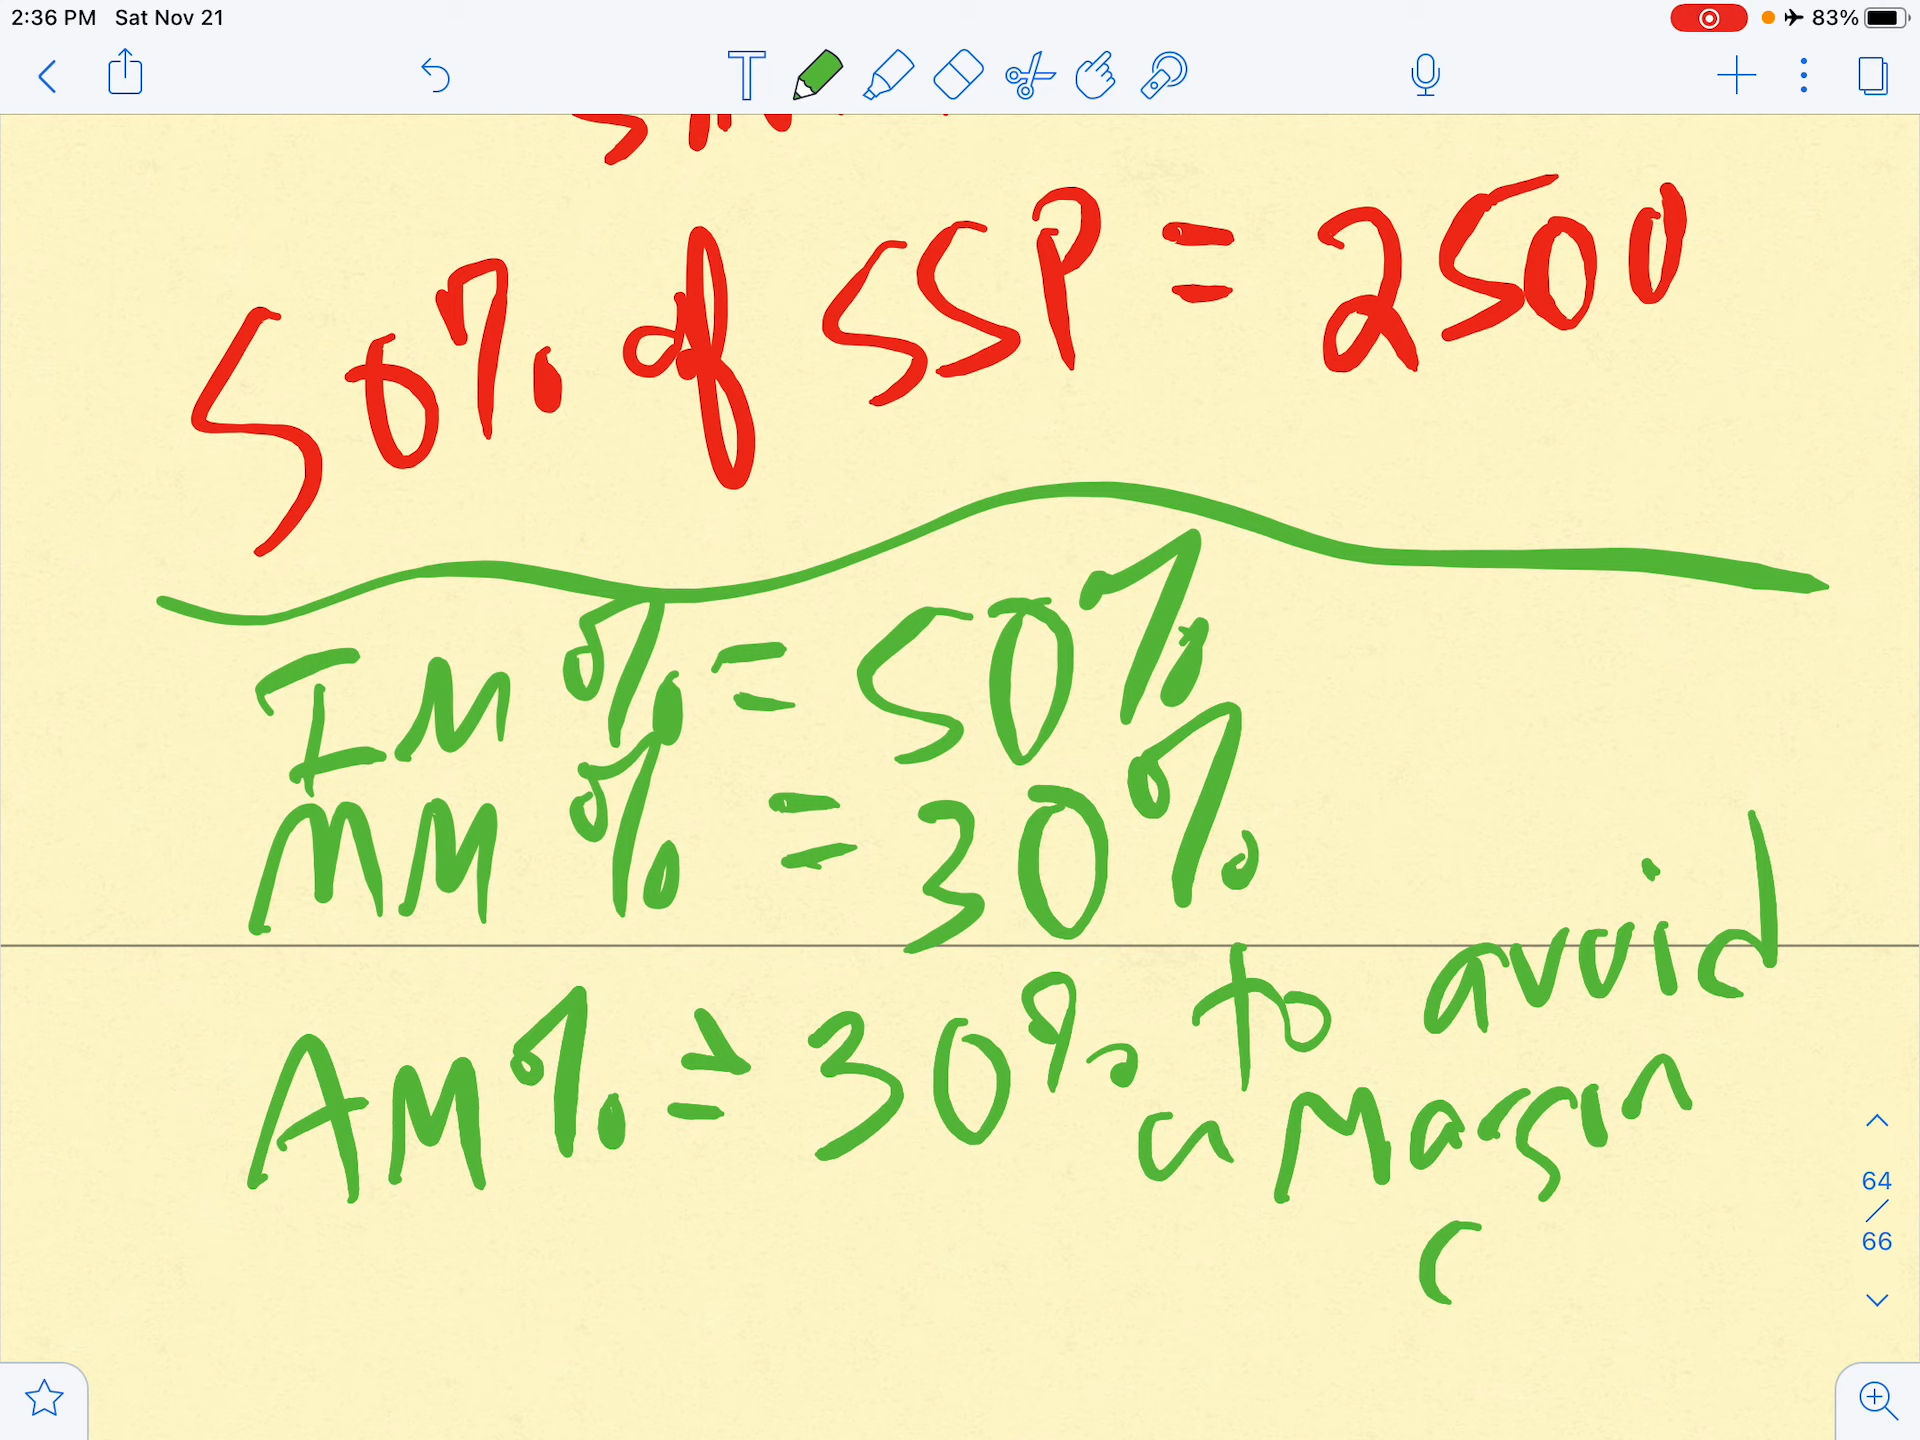 2:36 PM Sat Nov 21
83%
T
50% of SSP = 2500
IM % = 50%
MM % = 30%
AM % = 30% to avoid
a Margin
C
64
/
66